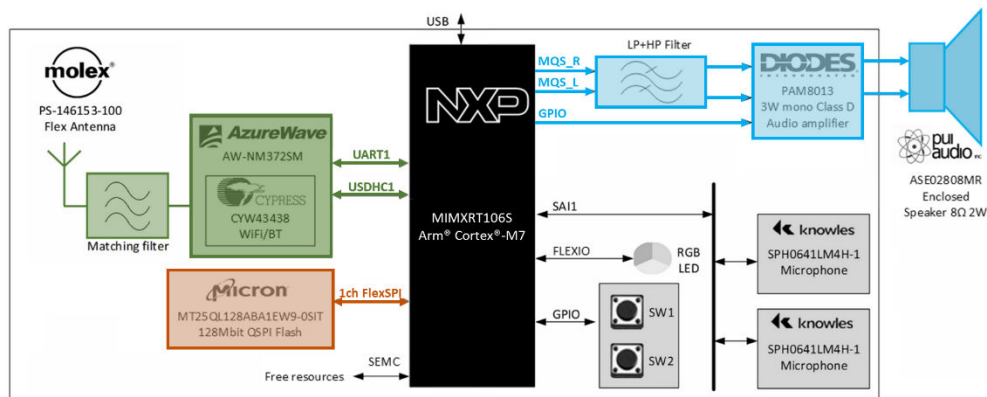 USB
molex®
PS-146153-100
Flex Antenna
Matching filter
AzureWave
AW-NM372SM
CYPRESS
CYW43438
WiFi/BT
UART1
USDHC1
Micron
MT25QL128ABA1EW9-0SIT
128Mbit QSPI Flash
1ch FlexSPI
SEMC
Free resources
NXP
MIMXRT106S
Arm® Cortex®-M7
MQS_R
MQS_L
GPIO
LP+HP Filter
DIODES
INCORPORATED
PAM8013
3W mono Class D
Audio amplifier
pui
audio inc
ASE02808MR
Enclosed
Speaker 8Ω 2W
SAI1
FLEXIO
RGB
LED
GPIO
SW1
SW2
knowles
SPH0641LM4H-1
Microphone
knowles
SPH0641LM4H-1
Microphone